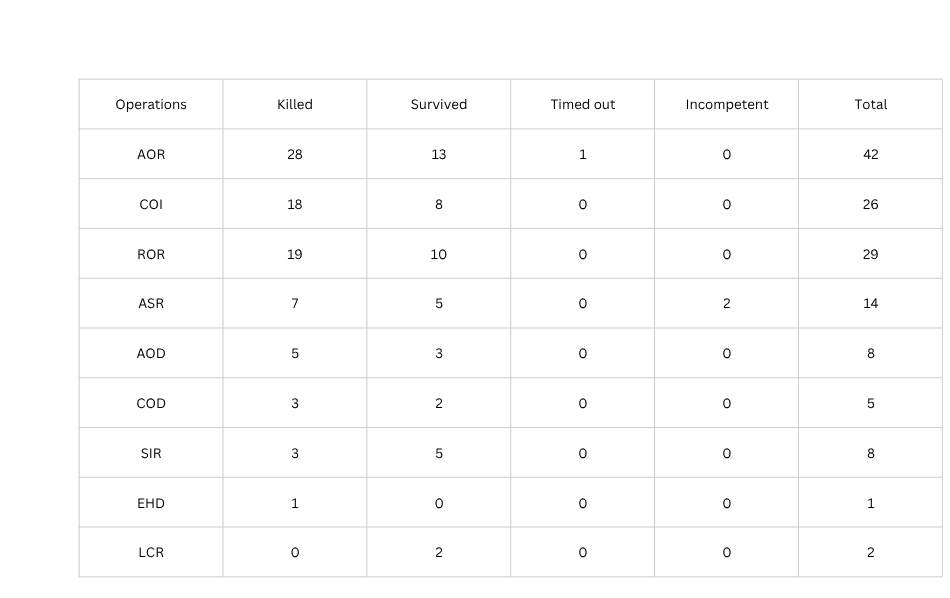 Operations Killed Survived Timed out Incompetent Total
AOR 28 13 1 0 42
COI 18 8 0 0 26
ROR 19 10 0 0 29
ASR 7 5 0 2 14
AOD 5 3 0 0 8
COD 3 2 0 0 5
SIR 3 5 0 0 8
EHD 1 0 0 0 1
LCR 0 2 0 0 2